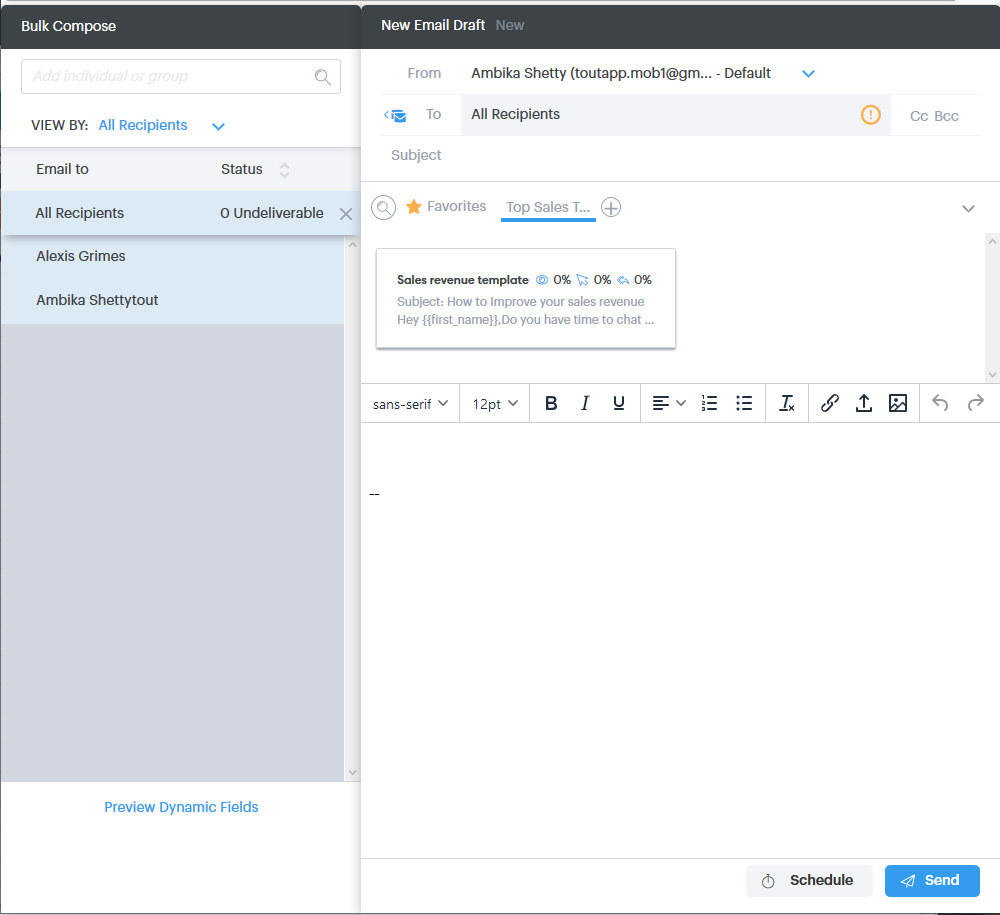 Bulk Compose
Add individual or group
VIEW BY: All Recipients
Email to Status
All Recipients 0 Undeliverable
Alexis Grimes
Ambika Shettytout
Preview Dynamic Fields
New Email Draft New
From Ambika Shetty (toutapp.mob1@gm... - Default
To All Recipients Cc Bcc
Subject
Favorites Top Sales T...
Sales revenue template 0% 0% 0%
Subject: How to Improve your sales revenue
Hey {{first_name}},Do you have time to chat ...
sans-serif 12pt B I U
--
Schedule Send